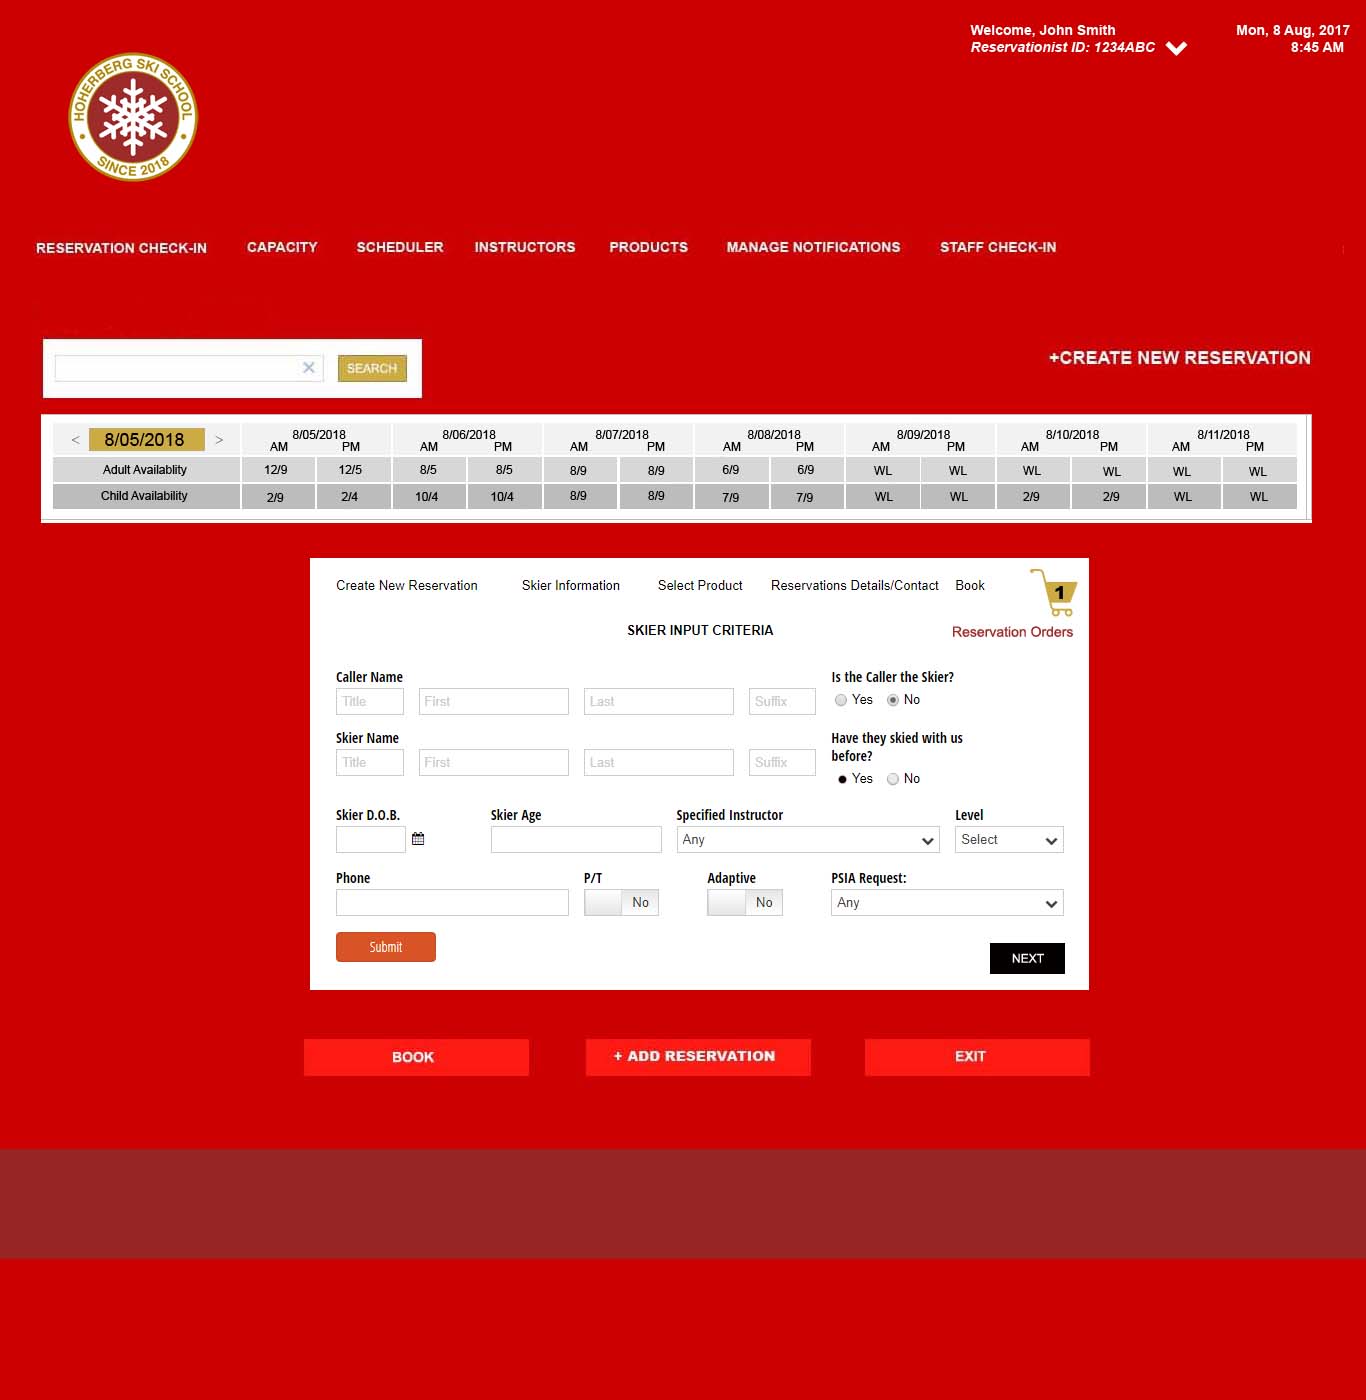 Welcome, John Smith
Mon, 8 Aug, 2017
Reservationist ID: 1234ABC
8:45 AM
HOHERBERG SKI SCHOOL
SINCE 2018
RESERVATION CHECK-IN CAPACITY SCHEDULER INSTRUCTORS PRODUCTS MANAGE NOTIFICATIONS STAFF CHECK-IN
SEARCH
+CREATE NEW RESERVATION
< 8/05/2018 > 8/05/2018 8/06/2018 8/07/2018 8/08/2018 8/09/2018 8/10/2018 8/11/2018
AM PM AM PM AM PM AM PM AM PM AM PM AM PM
Adult Availablity 12/9 12/5 8/5 8/5 8/9 8/9 6/9 6/9 WL WL WL WL WL WL
Child Availability 2/9 2/4 10/4 10/4 8/9 8/9 7/9 7/9 WL WL 2/9 2/9 WL WL
Create New Reservation Skier Information Select Product Reservations Details/Contact Book
1
Reservation Orders
SKIER INPUT CRITERIA
Caller Name
Is the Caller the Skier?
Title First Last Suffix
Yes No
Skier Name
Have they skied with us
before?
Title First Last Suffix
Yes No
Skier D.O.B. Skier Age Specified Instructor Level
Any Select
Phone P/T Adaptive PSIA Request:
No No Any
Submit
NEXT
BOOK + ADD RESERVATION EXIT